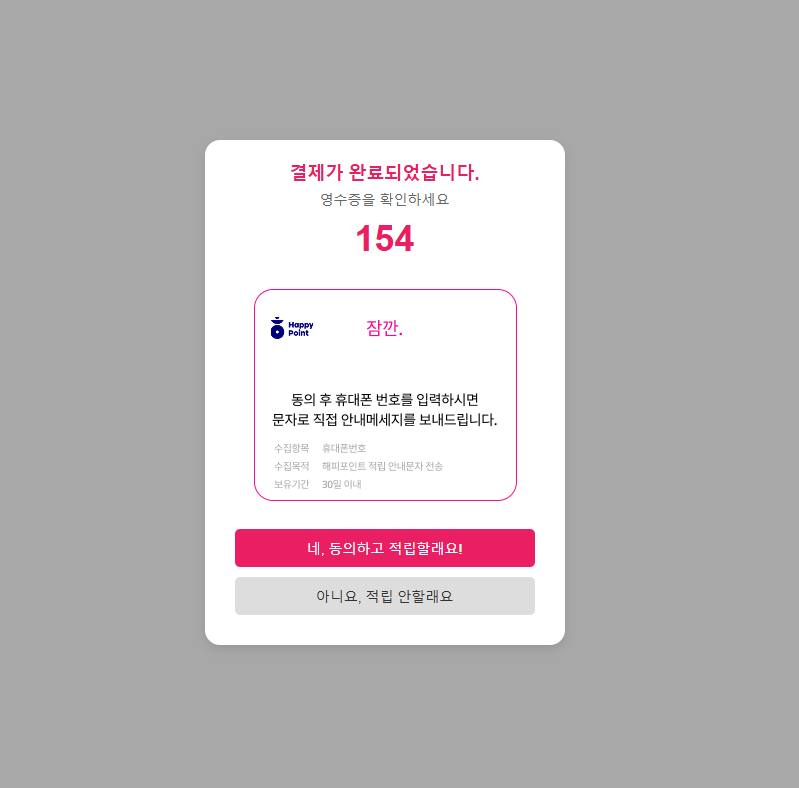 결제가 완료되었습니다.
영수증을 확인하세요
154
Happy
Point
잠깐.
동의 후 휴대폰 번호를 입력하시면
문자로 직접 안내메세지를 보내드립니다.
수집항목 휴대폰번호
수집목적 해피포인트 적립 안내문자 전송
보유기간 30일 이내
네, 동의하고 적립할래요!
아니요, 적립 안할래요